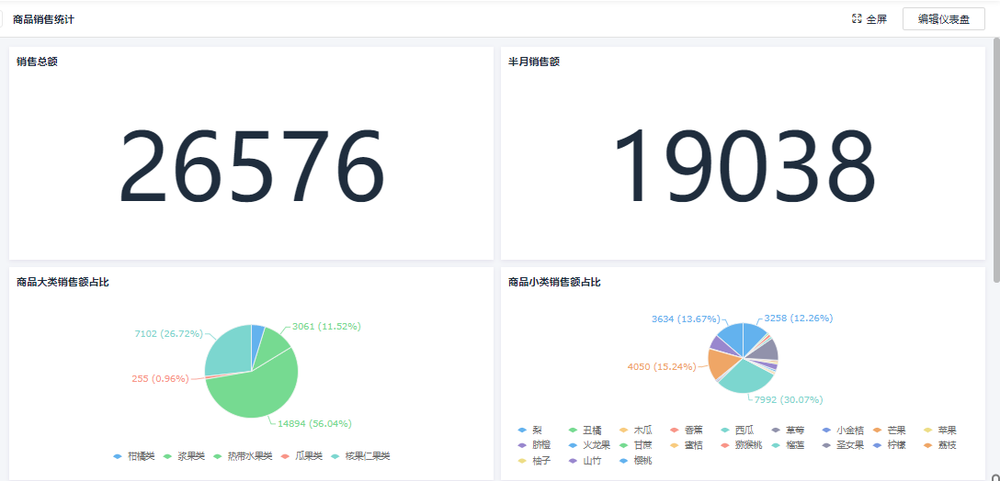 商品销售统计 全屏 编辑仪表盘
销售总额 半月销售额
26576 19038
商品大类销售额占比 商品小类销售额占比
3634 (13.67%) 3258 (12.26%)
7102 (26.72%) 3061 (11.52%)
4050 (15.24%)
255 (0.96%)
7992 (30.07%)
14894 (56.04%)
梨 丑橘 木瓜 香蕉 西瓜 草莓 小金桔 芒果 苹果
脐橙 火龙果 甘蔗 蜜桔 猕猴桃 榴莲 圣女果 柠檬 荔枝
柑橘类 浆果类 热带水果类 瓜果类 核果仁果类
柚子 山竹 樱桃